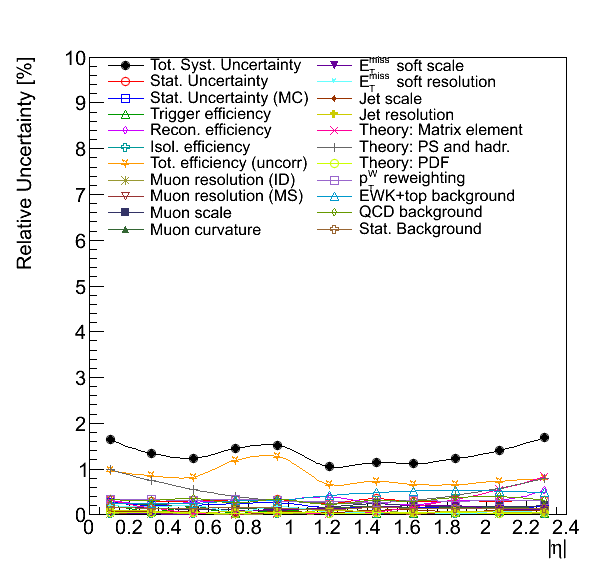 Relative Uncertainty [%]
10
9
8
7
6
5
4
3
2
1
0
Tot. Syst. Uncertainty
Stat. Uncertainty
Stat. Uncertainty (MC)
Trigger efficiency
Recon. efficiency
Isol. efficiency
Tot. efficiency (uncorr)
Muon resolution (ID)
Muon resolution (MS)
Muon scale
Muon curvature
E_T^miss soft scale
E_T^miss soft resolution
Jet scale
Jet resolution
Theory: Matrix element
Theory: PS and hadr.
Theory: PDF
p_T^W reweighting
EWK+top background
QCD background
Stat. Background
0 0.2 0.4 0.6 0.8 1 1.2 1.4 1.6 1.8 2 2.2 2.4
|η|